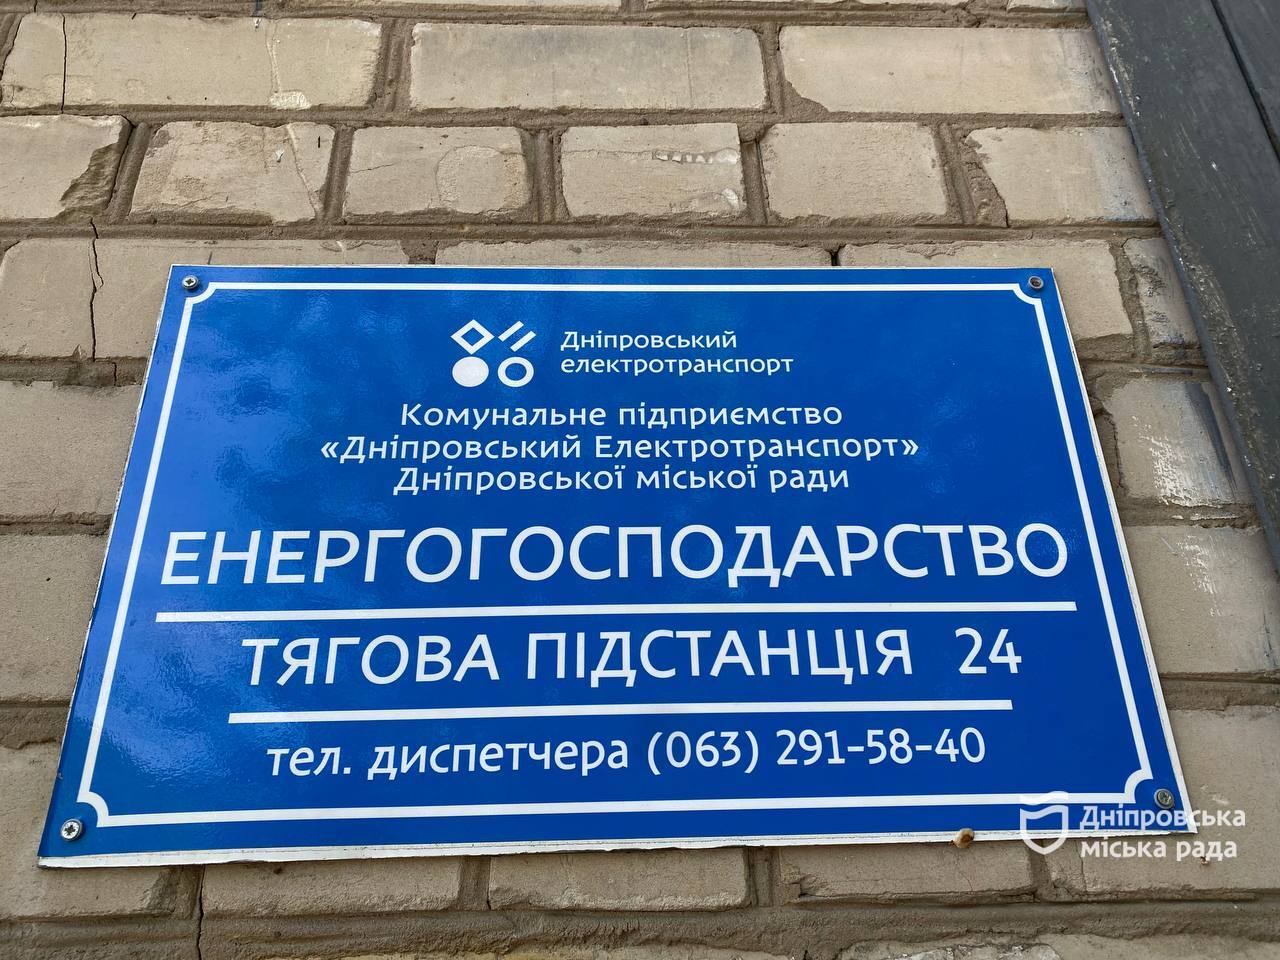 Дніпровський
електротранспорт
Комунальне підприємство
«Дніпровський Електротранспорт»
Дніпровської міської ради
ЕНЕРГОГОСПОДАРСТВО
ТЯГОВА ПІДСТАНЦІЯ 24
тел. диспетчера (063) 291-58-40
Дніпровська
міська рада